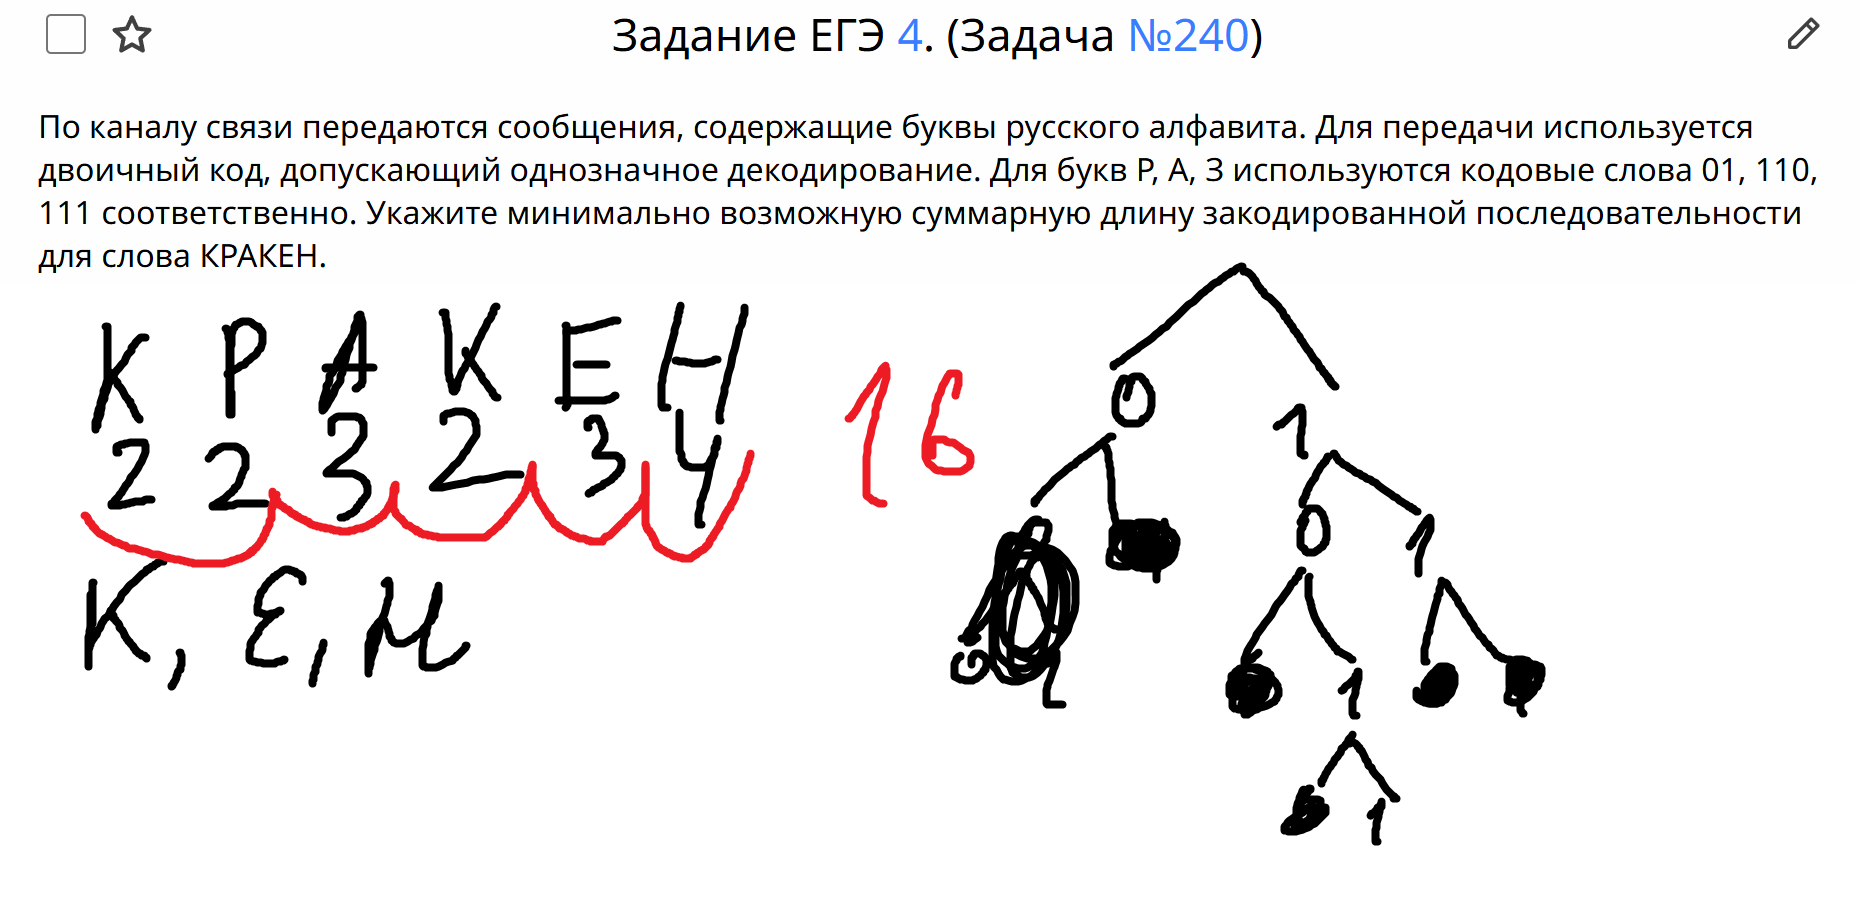 Задание ЕГЭ 4. (Задача №240)
По каналу связи передаются сообщения, содержащие буквы русского алфавита. Для передачи используется
двоичный код, допускающий однозначное декодирование. Для букв Р, А, З используются кодовые слова 01, 110,
111 соответственно. Укажите минимально возможную суммарную длину закодированной последовательности
для слова КРАКЕН.
К Р А К Е Н
2 2 3 2 3 4
16
К, Е, Н
0 1
0 1
0 1
1